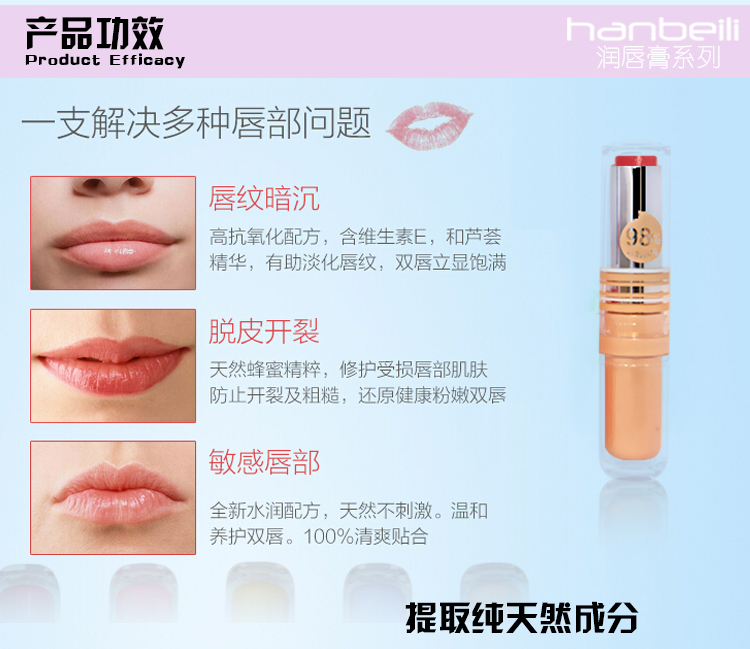 产品功效
Product Efficacy
hanbeili
润唇膏系列
一支解决多种唇部问题
唇纹暗沉
高抗氧化配方，含维生素E，和芦荟
精华，有助淡化唇纹，双唇立显饱满
脱皮开裂
天然蜂蜜精粹，修护受损唇部肌肤
防止开裂及粗糙，还原健康粉嫩双唇
敏感唇部
全新水润配方，天然不刺激。温和
养护双唇。100%清爽贴合
98
提取纯天然成分